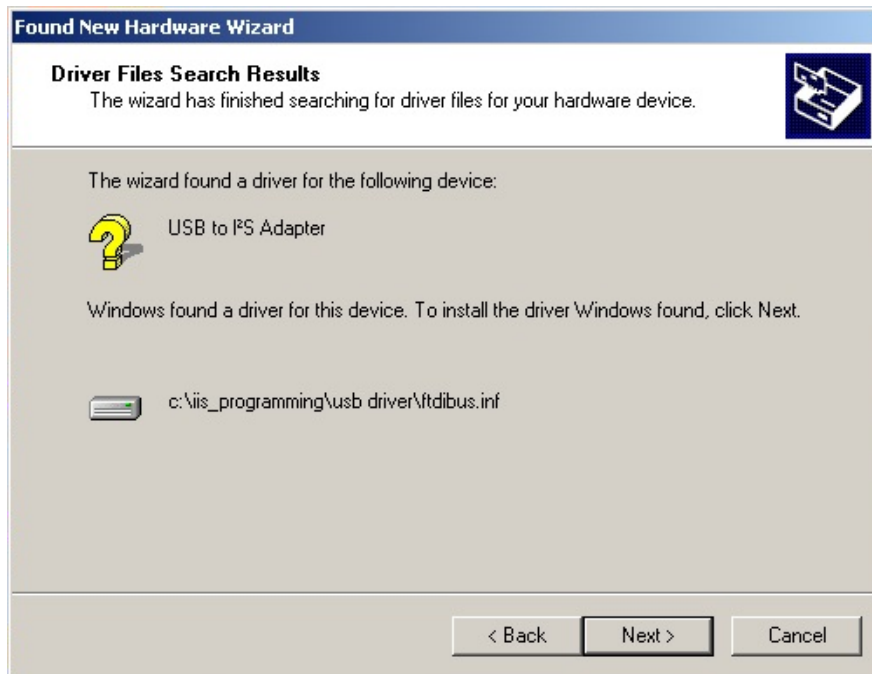 Found New Hardware Wizard
Driver Files Search Results
The wizard has finished searching for driver files for your hardware device.
The wizard found a driver for the following device:
USB to I²S Adapter
Windows found a driver for this device. To install the driver Windows found, click Next.
c:\iis_programming\usb driver\ftdibus.inf
< Back Next > Cancel